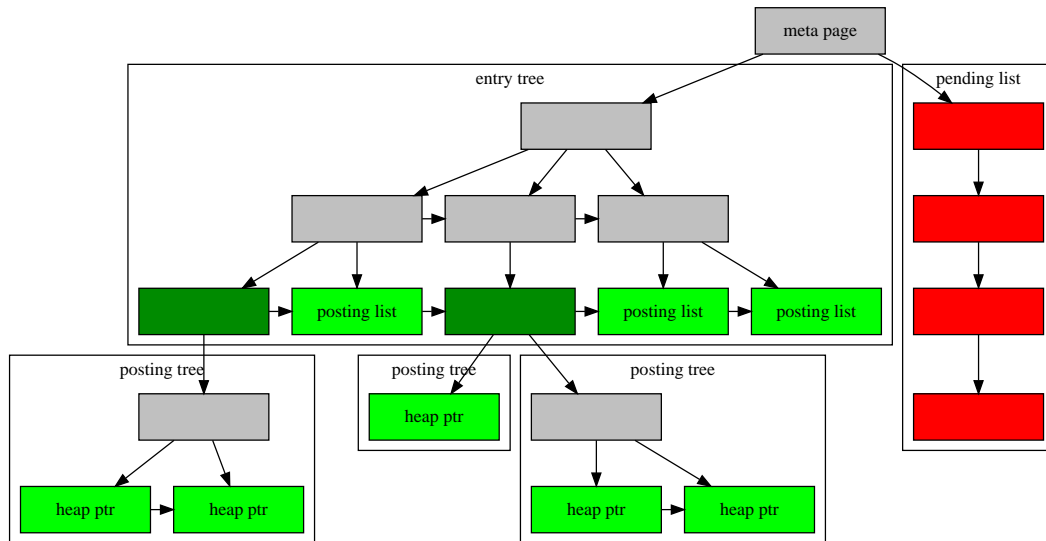 meta page
entry tree
pending list
posting list
posting list
posting list
posting tree
posting tree
posting tree
heap ptr
heap ptr
heap ptr
heap ptr
heap ptr